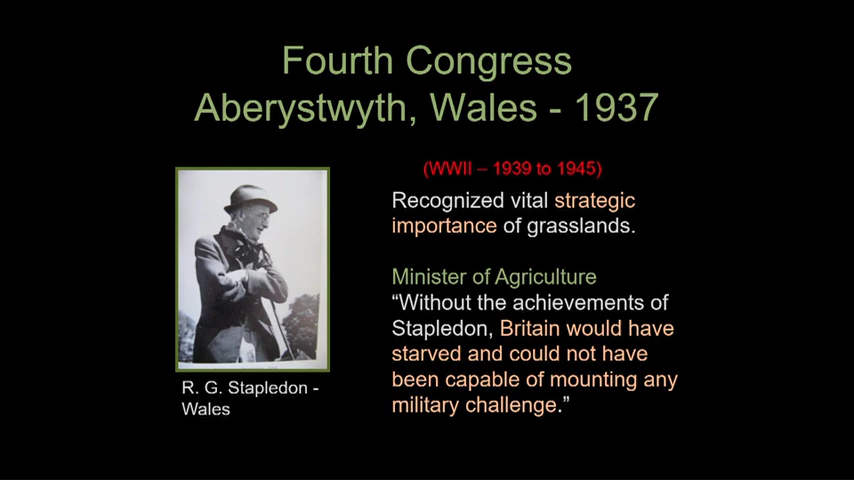 Fourth Congress
Aberystwyth, Wales - 1937
(WWII – 1939 to 1945)
Recognized vital strategic
importance of grasslands.
Minister of Agriculture
“Without the achievements of
Stapledon, Britain would have
starved and could not have
been capable of mounting any
military challenge.”
R. G. Stapledon -
Wales